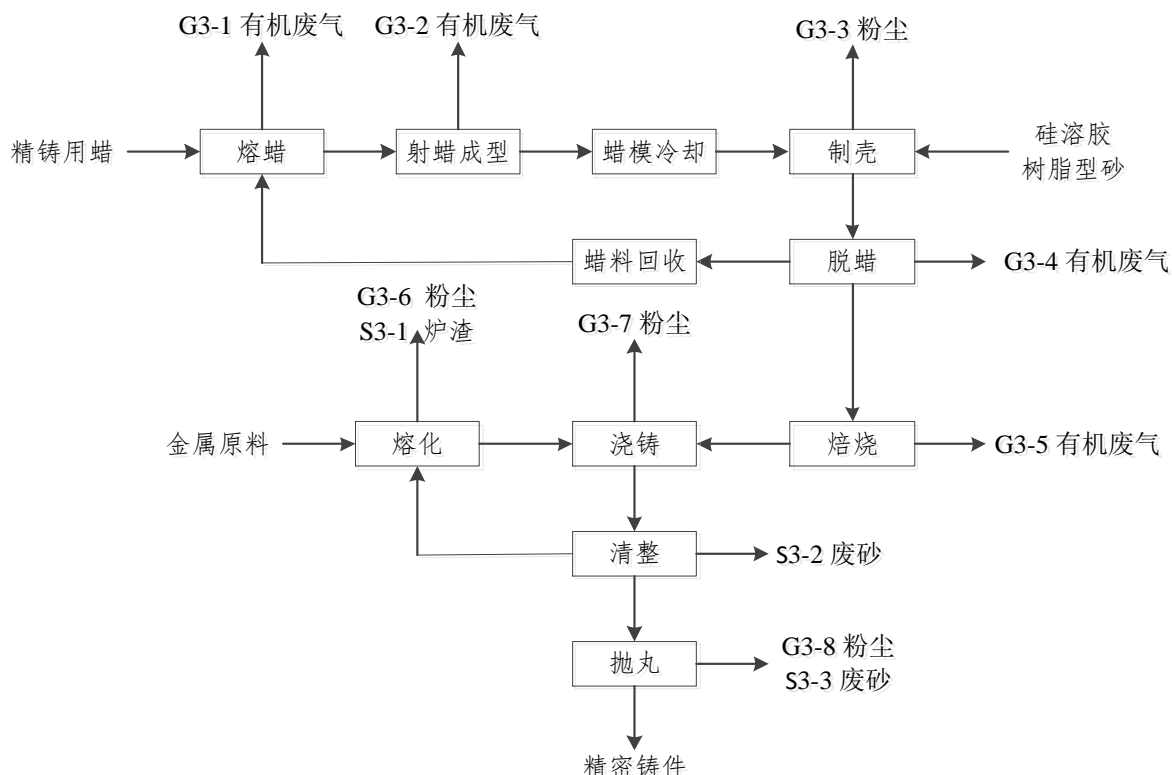 G3-1 有机废气
G3-2 有机废气
G3-3 粉尘
精铸用蜡
熔蜡
射蜡成型
蜡模冷却
制壳
硅溶胶
树脂型砂
蜡料回收
脱蜡
G3-4 有机废气
G3-6 粉尘
S3-1 炉渣
G3-7 粉尘
金属原料
熔化
浇铸
焙烧
G3-5 有机废气
清整
S3-2 废砂
抛丸
G3-8 粉尘
S3-3 废砂
精密铸件